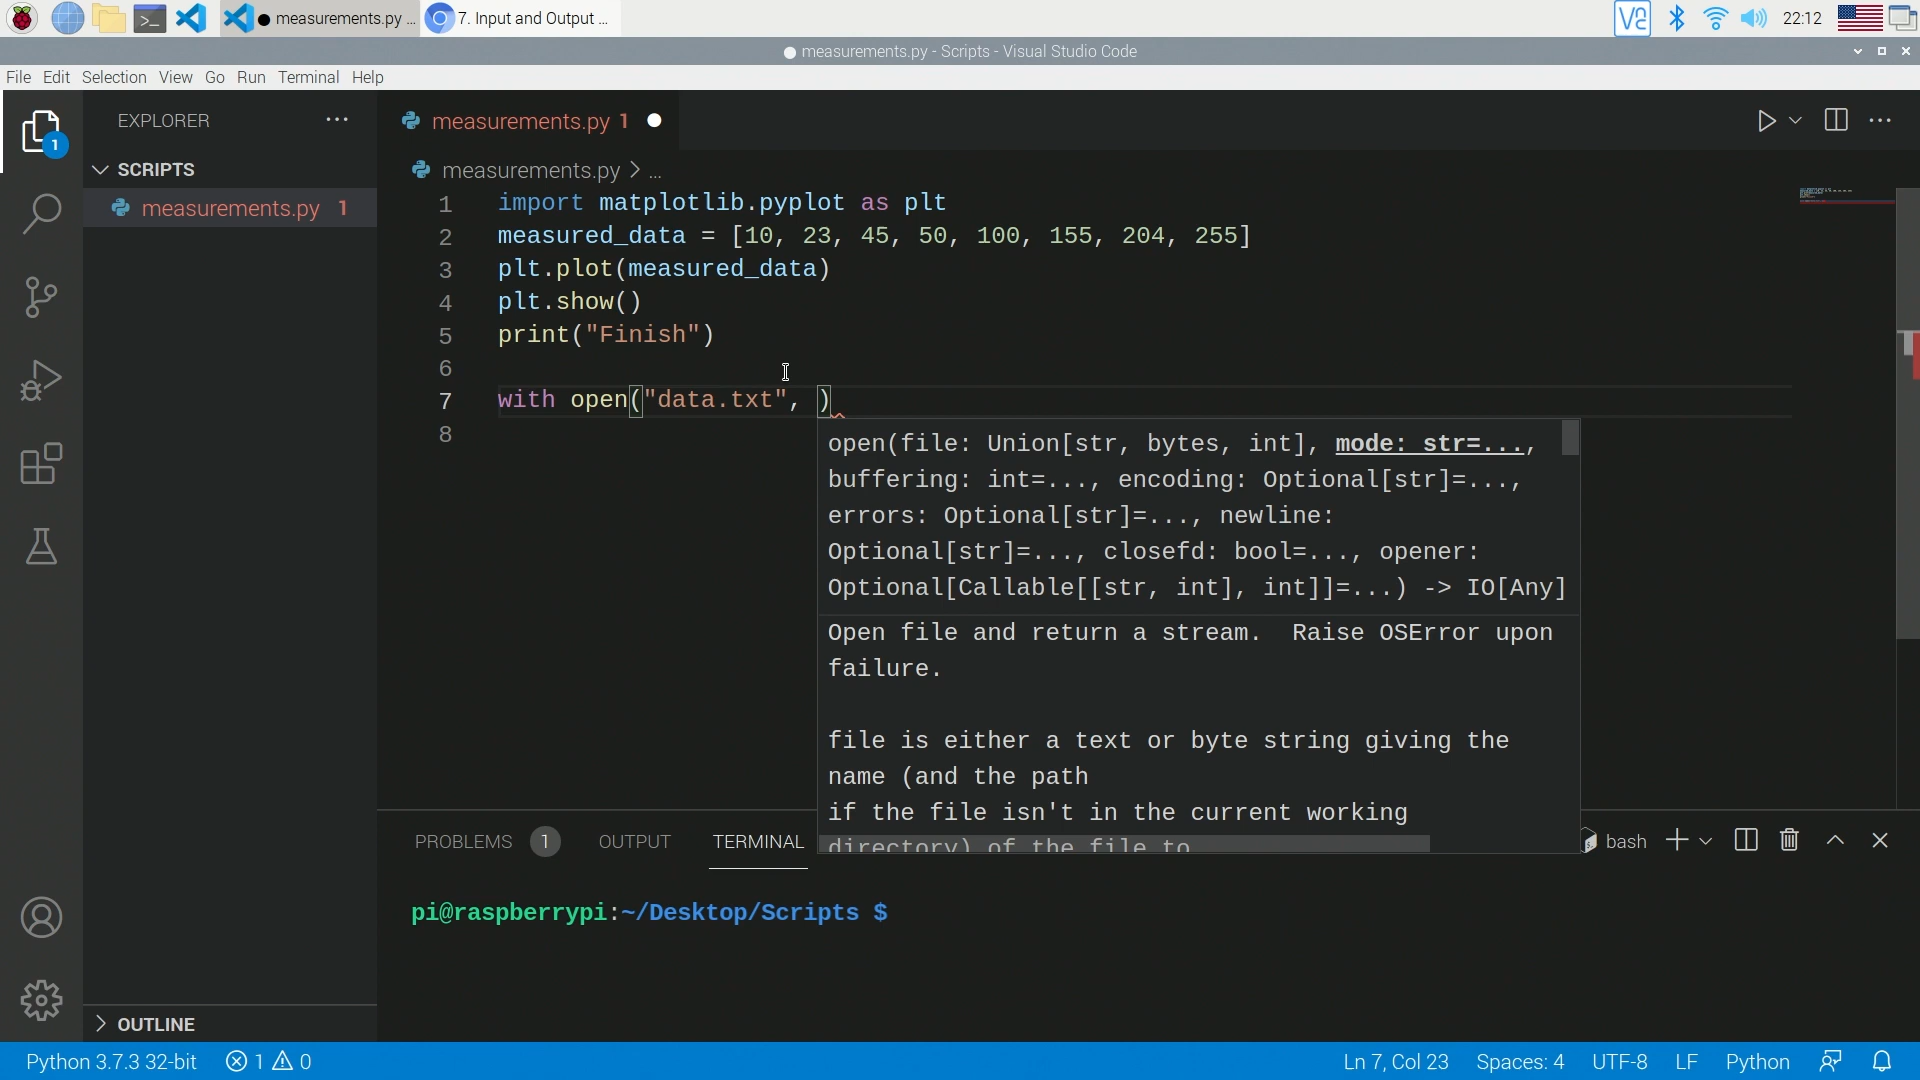 measurements.py ...
7. Input and Output ...
22:12
measurements.py - Scripts - Visual Studio Code
File Edit Selection View Go Run Terminal Help
EXPLORER
measurements.py 1
1
SCRIPTS
measurements.py > ...
measurements.py 1
1 import matplotlib.pyplot as plt
2 measured_data = [10, 23, 45, 50, 100, 155, 204, 255]
3 plt.plot(measured_data)
4 plt.show()
5 print("Finish")
6
7 with open("data.txt", )
8
open(file: Union[str, bytes, int], mode: str=...,
buffering: int=..., encoding: Optional[str]=...,
errors: Optional[str]=..., newline:
Optional[str]=..., closefd: bool=..., opener:
Optional[Callable[[str, int], int]]=...) -> IO[Any]
Open file and return a stream.  Raise OSError upon
failure.
file is either a text or byte string giving the
name (and the path
if the file isn't in the current working
directory) of the file to
PROBLEMS 1 OUTPUT TERMINAL
bash
pi@raspberrypi:~/Desktop/Scripts $
OUTLINE
Python 3.7.3 32-bit 1 0
Ln 7, Col 23 Spaces: 4 UTF-8 LF Python